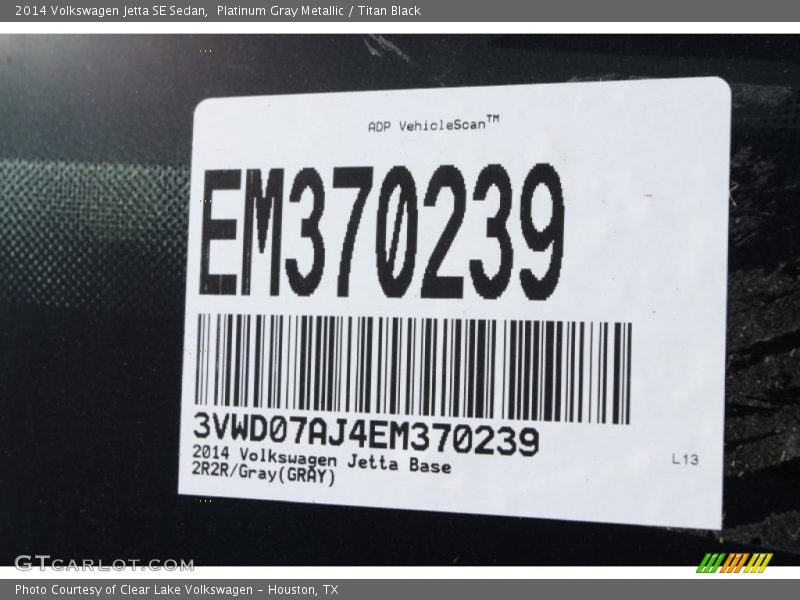 2014 Volkswagen Jetta SE Sedan,  Platinum Gray Metallic / Titan Black
ADP VehicleScan™
EM370239
3VWD07AJ4EM370239
2014 Volkswagen Jetta Base
2R2R/Gray(GRAY)
L13
GTCARLOT.COM
Photo Courtesy of Clear Lake Volkswagen – Houston, TX